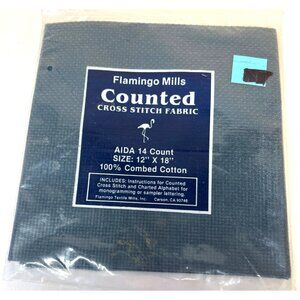 Flamingo Mills
Counted
CROSS STITCH FABRIC
AIDA 14 Count
SIZE: 12" X 18"
100% Combed Cotton
INCLUDES: Instructions for Counted
Cross Stitch and Charted Alphabet for
monogramming or sampler lettering.
Flamingo Textile Mills, Inc. Carson, CA 90746